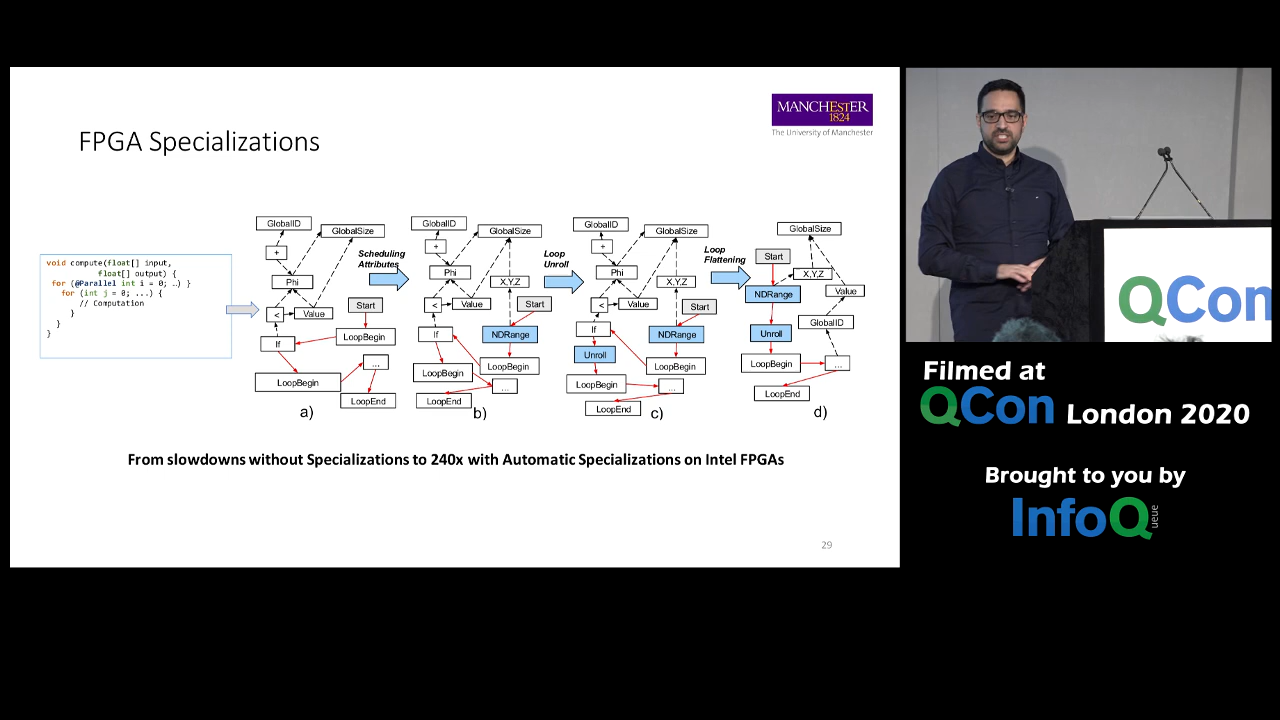 MANCHESTER
1824
The University of Manchester
FPGA Specializations
void compute(float[] input,
float[] output) {
for (@Parallel int i = 0; …) }
for (int j = 0; ...) {
// Computation
}
}
}
GlobalID
GlobalSize
+
Phi
<
Value
Start
If
LoopBegin
...
LoopBegin
LoopEnd
a)
Scheduling
Attributes
GlobalID
GlobalSize
+
Phi
X,Y,Z
<
Value
Start
If
NDRange
LoopBegin
LoopBegin
...
LoopEnd
b)
Loop
Unroll
GlobalID
GlobalSize
+
Phi
X,Y,Z
<
Value
Start
If
NDRange
Unroll
LoopBegin
LoopBegin
...
LoopEnd
c)
Loop
Flattening
GlobalSize
Start
X,Y,Z
NDRange
Value
GlobalID
Unroll
LoopBegin
...
LoopEnd
d)
From slowdowns without Specializations to 240x with Automatic Specializations on Intel FPGAs
29
QCon
Filmed at
QCon London 2020
Brought to you by
InfoQueue